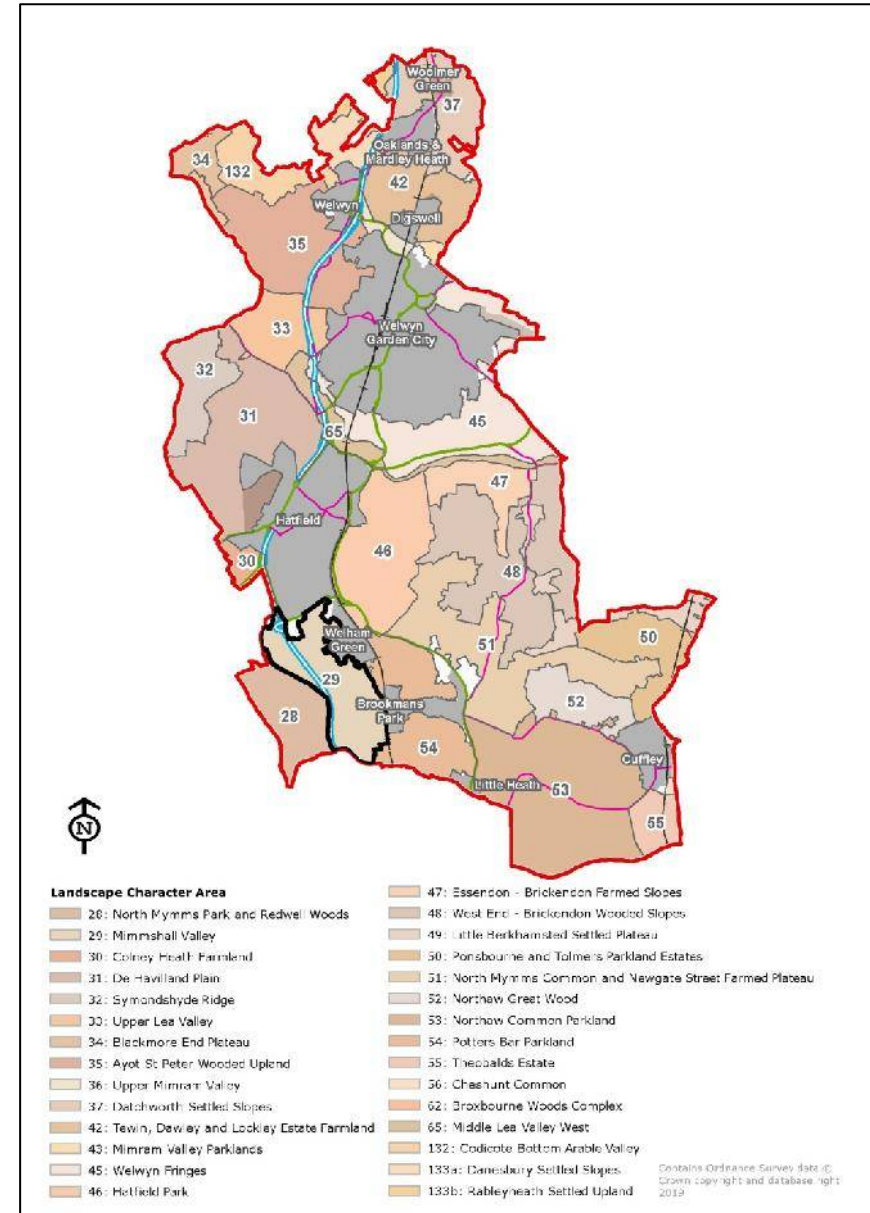 Woolmer
Green
37
Oaklands &
Mardley Heath
34
132
42
Welwyn
Digswell
35
Welwyn
Garden City
33
32
31
45
65
47
Hatfield
46
30
48
Welham
Green
51
50
29
52
28
Brookmans
Park
54
Cuffley
Little Heath
53
55
N
Landscape Character Area
28: North Mymms Park and Redwell Woods
29: Mimmshall Valley
30: Colney Heath Farmland
31: De Havilland Plain
32: Symondshyde Ridge
33: Upper Lea Valley
34: Blackmore End Plateau
35: Ayot St Peter Wooded Upland
36: Upper Mimram Valley
37: Datchworth Settled Slopes
42: Tewin, Dawley and Lockley Estate Farmland
43: Mimram Valley Parklands
45: Welwyn Fringes
46: Hatfield Park
47: Essendon - Brickendon Farmed Slopes
48: West End - Brickendon Wooded Slopes
49: Little Berkhamsted Settled Plateau
50: Ponsbourne and Tolmers Parkland Estates
51: North Mymms Common and Newgate Street Farmed Plateau
52: Northaw Great Wood
53: Northaw Common Parkland
54: Potters Bar Parkland
55: Theobalds Estate
56: Cheshunt Common
62: Broxbourne Woods Complex
65: Middle Lea Valley West
132: Codicote Bottom Arable Valley
133a: Danesbury Settled Slopes
133b: Rableyheath Settled Upland
Contains Ordnance Survey data ©
Crown copyright and database right
2019